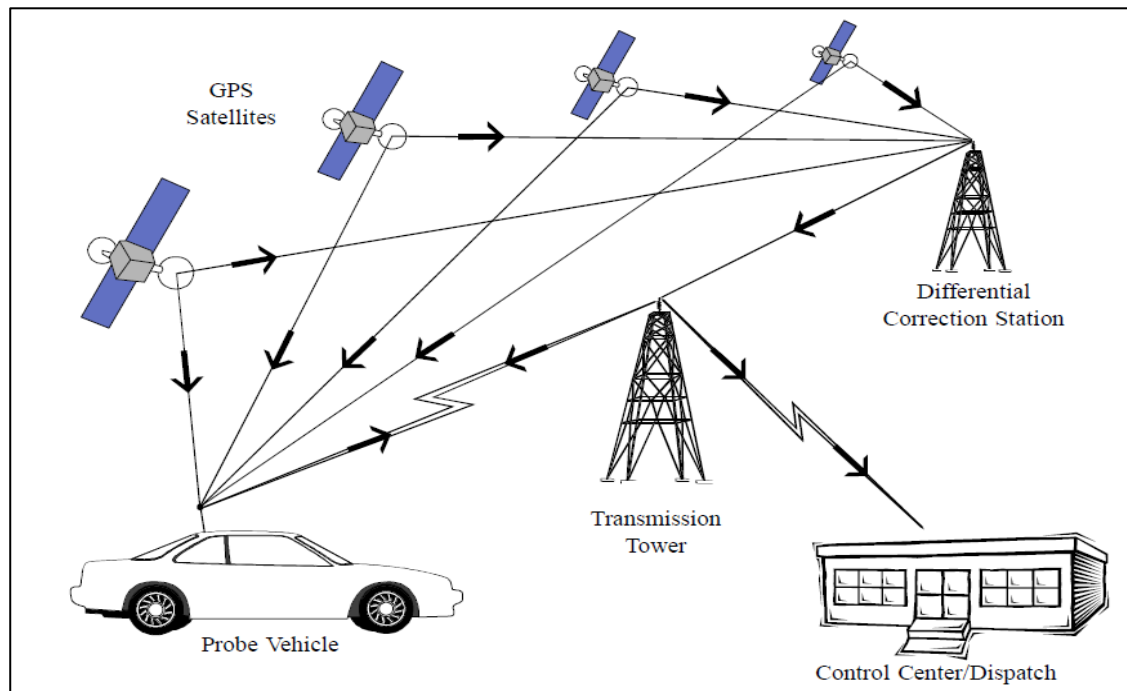 GPS
Satellites
Differential
Correction Station
Transmission
Tower
Probe Vehicle
Control Center/Dispatch